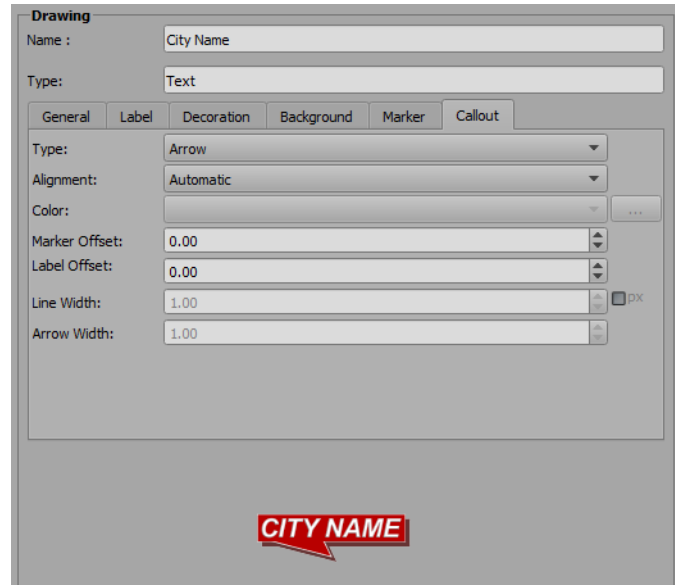 Drawing
Name : City Name
Type: Text
General Label Decoration Background Marker Callout
Type: Arrow
Alignment: Automatic
Color: ...
Marker Offset: 0.00
Label Offset: 0.00
Line Width: 1.00 px
Arrow Width: 1.00
CITY NAME